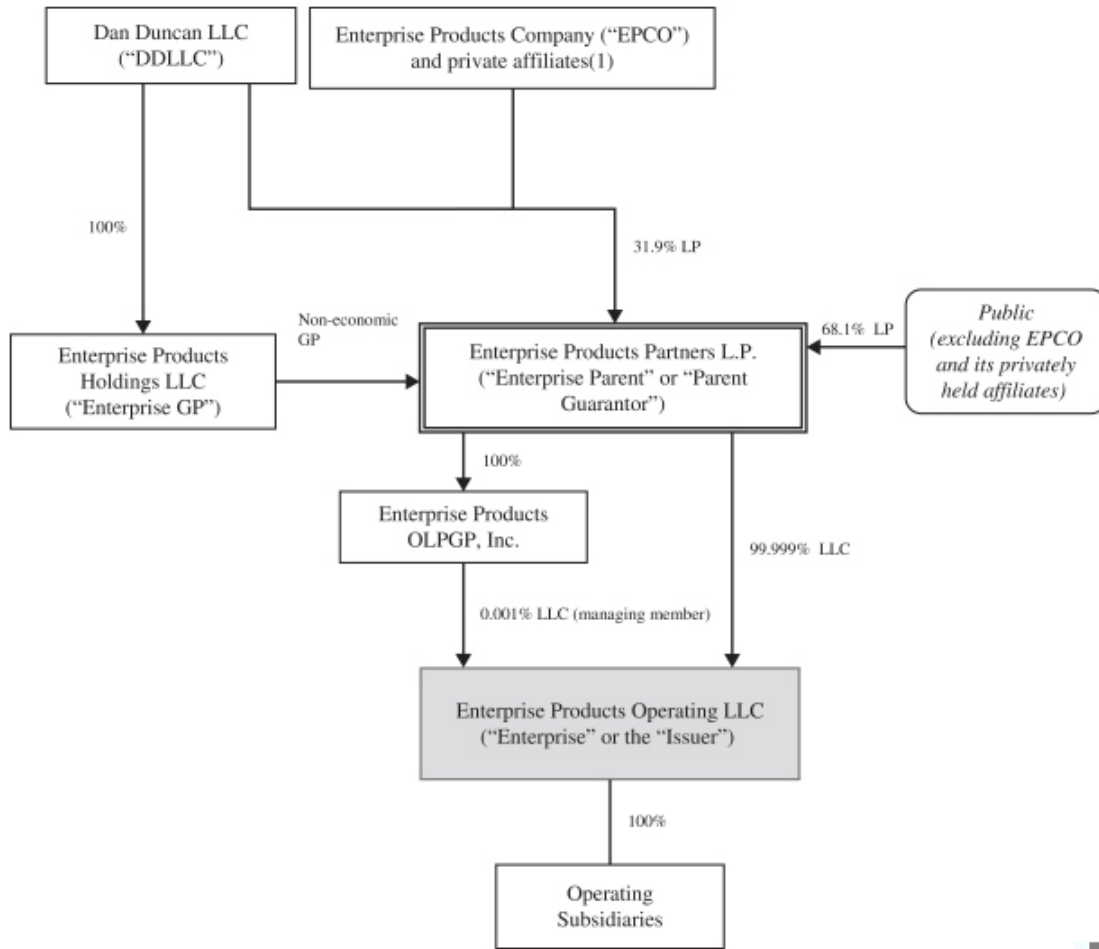 Dan Duncan LLC
(“DDLLC”)
Enterprise Products Company (“EPCO”)
and private affiliates(1)
100%
31.9% LP
Non-economic
GP
Enterprise Products
Holdings LLC
(“Enterprise GP”)
Enterprise Products Partners L.P.
(“Enterprise Parent” or “Parent
Guarantor”)
68.1% LP
Public
(excluding EPCO
and its privately
held affiliates)
100%
Enterprise Products
OLPGP, Inc.
99.999% LLC
0.001% LLC (managing member)
Enterprise Products Operating LLC
(“Enterprise” or the “Issuer”)
100%
Operating
Subsidiaries